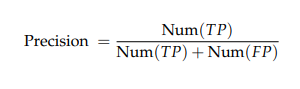 Precision = Num(TP) / Num(TP) + Num(FP)